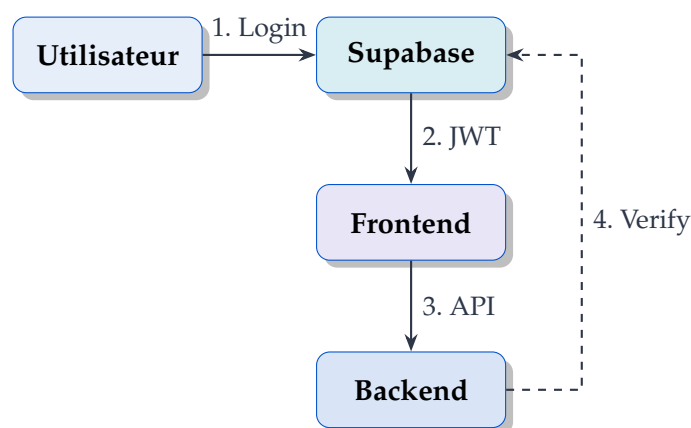 Utilisateur
1. Login
Supabase
2. JWT
Frontend
4. Verify
3. API
Backend